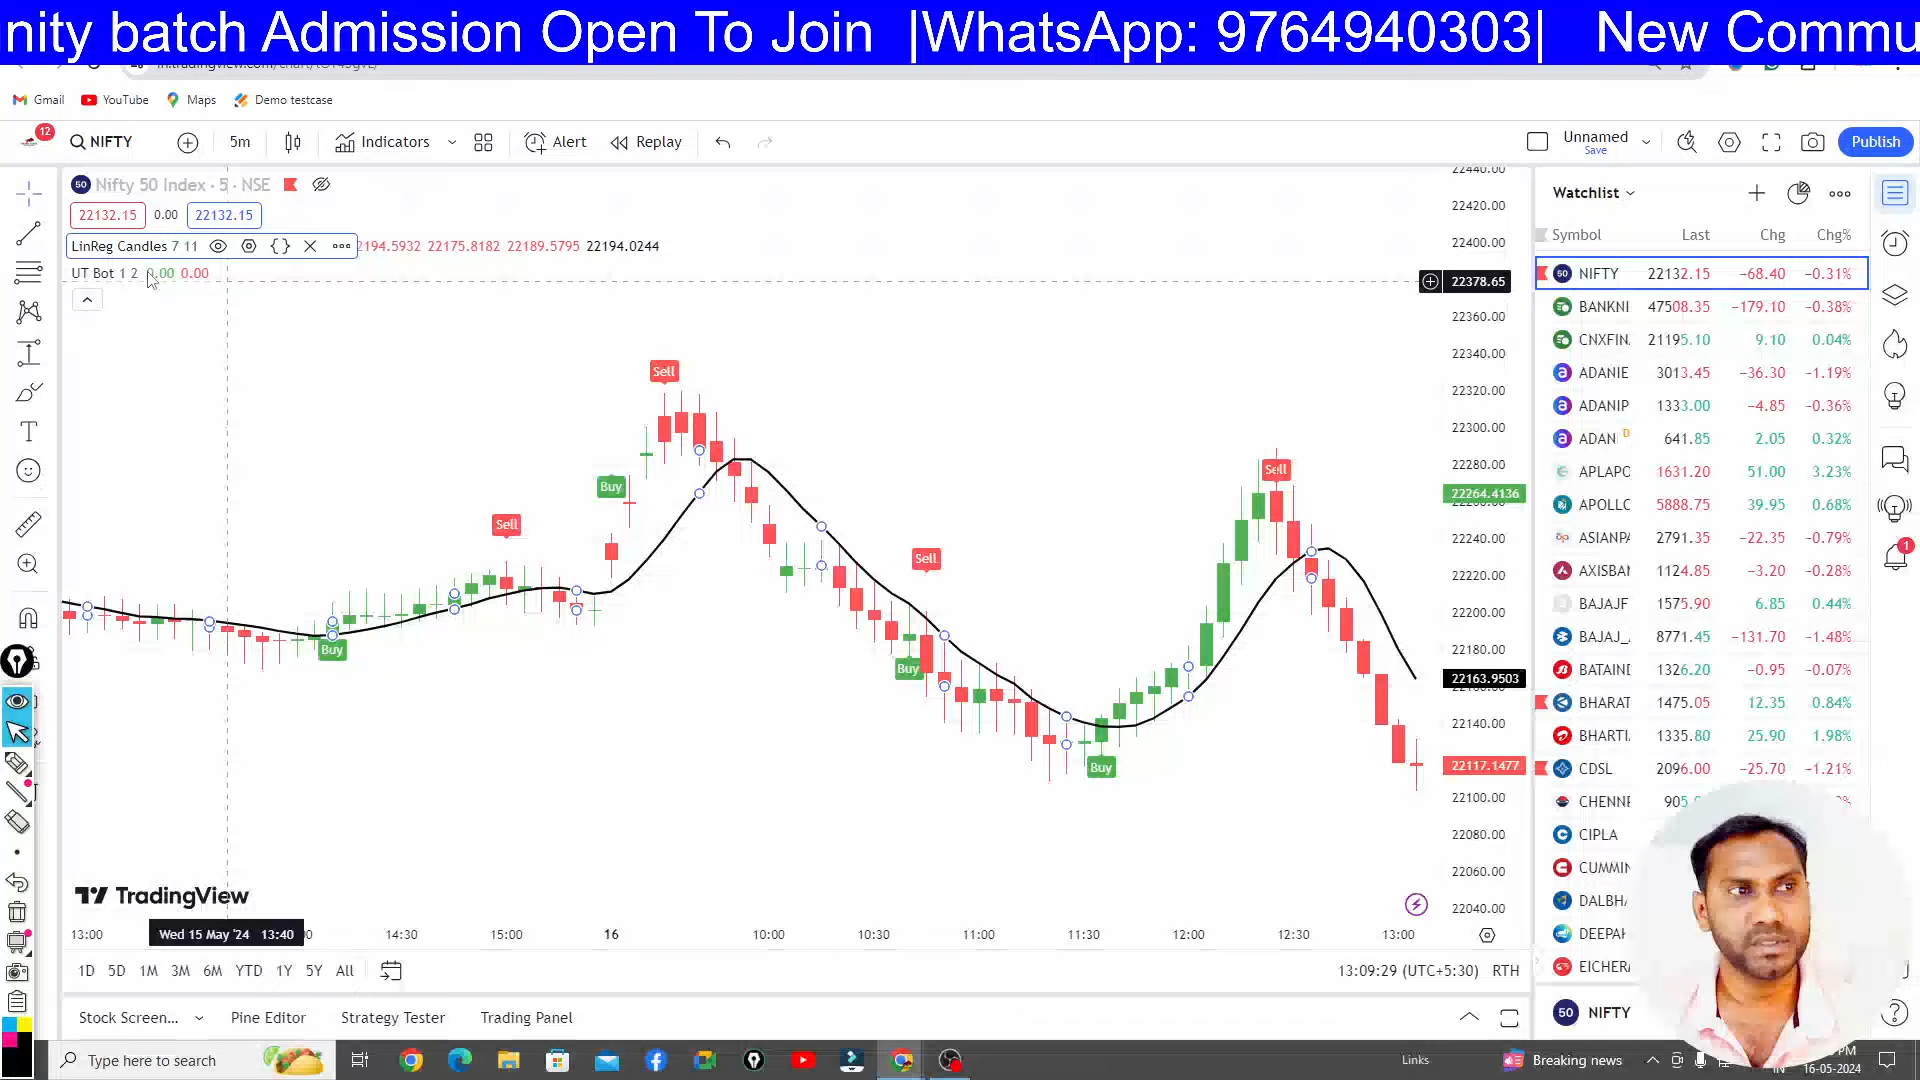 nity batch Admission Open To Join |WhatsApp: 9764940303| New Commu
in.tradingview.com/chart/
Gmail YouTube Maps Demo testcase
12 NIFTY 5m Indicators Alert Replay Unnamed Save Publish
50 Nifty 50 Index · 5 · NSE
22132.15 0.00 22132.15
LinReg Candles 7 11 2194.5932 22175.8182 22189.5795 22194.0244
UT Bot 1 2 0.00 0.00
22440.00
22420.00
22400.00
22378.65
22360.00
22340.00
22320.00
22300.00
22280.00
22264.4136
22240.00
22220.00
22200.00
22180.00
22163.9503
22140.00
22117.1477
22100.00
22080.00
22060.00
22040.00
Sell
Buy
Sell
Sell
Sell
Buy
Buy
Buy
TradingView
13:00 Wed 15 May '24 13:40 14:30 15:00 16 10:00 10:30 11:00 11:30 12:00 12:30 13:00
1D 5D 1M 3M 6M YTD 1Y 5Y All 13:09:29 (UTC+5:30) RTH
Stock Screen... Pine Editor Strategy Tester Trading Panel
Watchlist
Symbol Last Chg Chg%
50 NIFTY 22132.15 −68.40 −0.31%
BANKNI 47508.35 −179.10 −0.38%
CNXFIN. 21195.10 9.10 0.04%
ADANIE 3013.45 −36.30 −1.19%
ADANIP 1333.00 −4.85 −0.36%
ADAN D 641.85 2.05 0.32%
APLAPO 1631.20 51.00 3.23%
APOLLC 5888.75 39.95 0.68%
ASIANPA 2791.35 −22.35 −0.79%
AXISBAI 1124.85 −3.20 −0.28%
BAJAJF 1575.90 6.85 0.44%
BAJAJ_ 8771.45 −131.70 −1.48%
BATAINI 1326.20 −0.95 −0.07%
BHARAT 1475.05 12.35 0.84%
BHARTI 1335.80 25.90 1.98%
CDSL 2096.00 −25.70 −1.21%
CHENNI 905
CIPLA
CUMMIN
DALBH
DEEPAK
EICHER
50 NIFTY
1
Type here to search Links Breaking news
16-05-2024